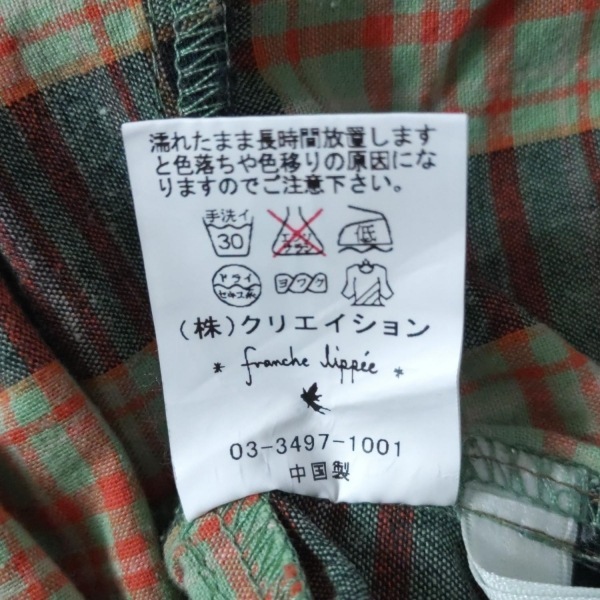 濡れたまま長時間放置します
と色落ちや色移りの原因にな
りますのでご注意下さい。
手洗イ
30
エンソ
サラシ
低
ドライ
セキユ系
ヨワク
(株)クリエイション
* franche lippée *
03-3497-1001
中国製